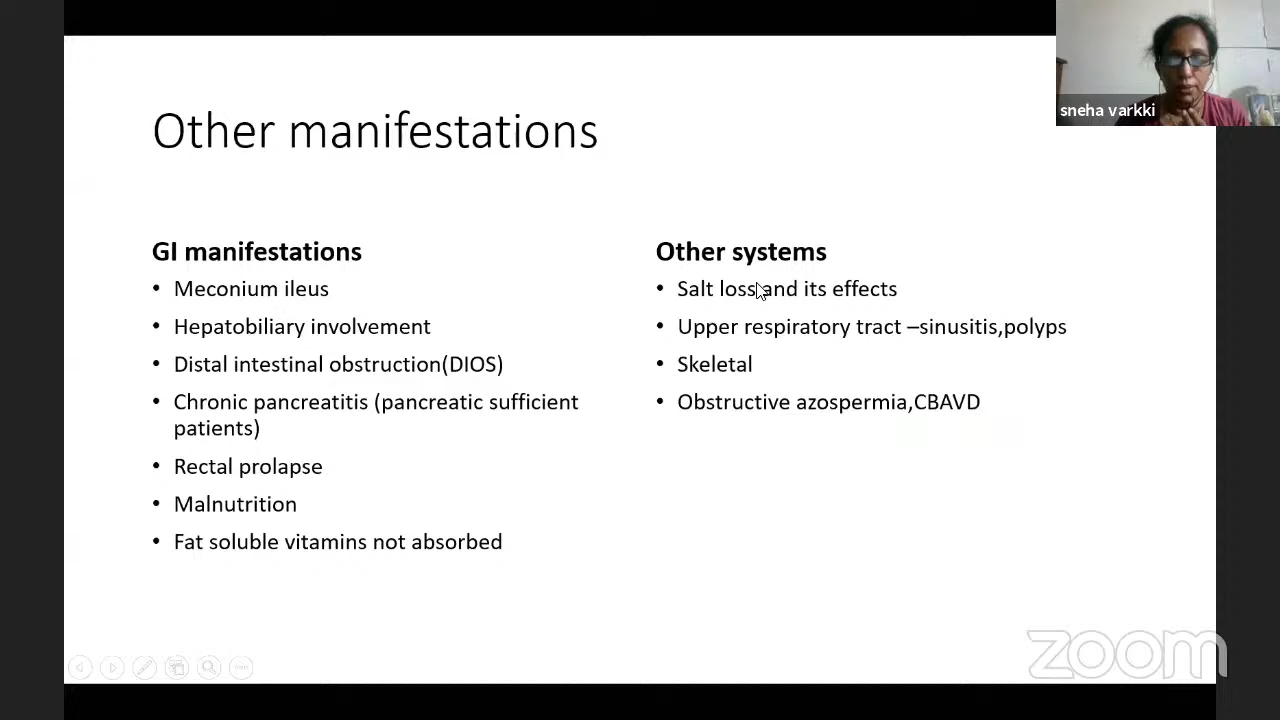 sneha varkki
Other manifestations
GI manifestations
• Meconium ileus
• Hepatobiliary involvement
• Distal intestinal obstruction(DIOS)
• Chronic pancreatitis (pancreatic sufficient
patients)
• Rectal prolapse
• Malnutrition
• Fat soluble vitamins not absorbed
Other systems
• Salt loss and its effects
• Upper respiratory tract –sinusitis,polyps
• Skeletal
• Obstructive azospermia,CBAVD
zoom